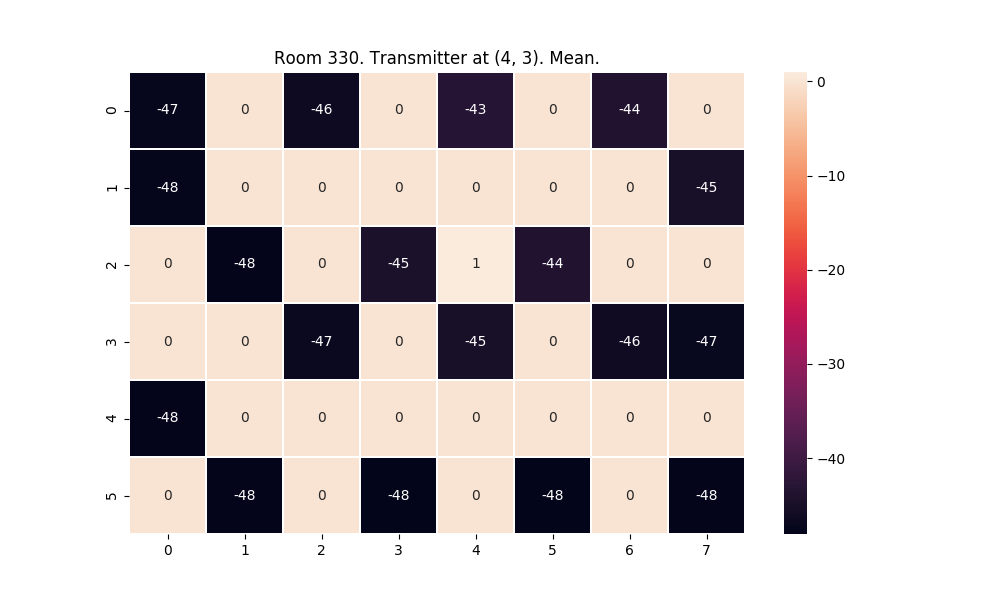 Room 330. Transmitter at (4, 3). Mean.
0 -47 0 -46 0 -43 0 -44 0
1 -48 0 0 0 0 0 0 -45
2 0 -48 0 -45 1 -44 0 0
3 0 0 -47 0 -45 0 -46 -47
4 -48 0 0 0 0 0 0 0
5 0 -48 0 -48 0 -48 0 -48
0 1 2 3 4 5 6 7
0
−10
−20
−30
−40